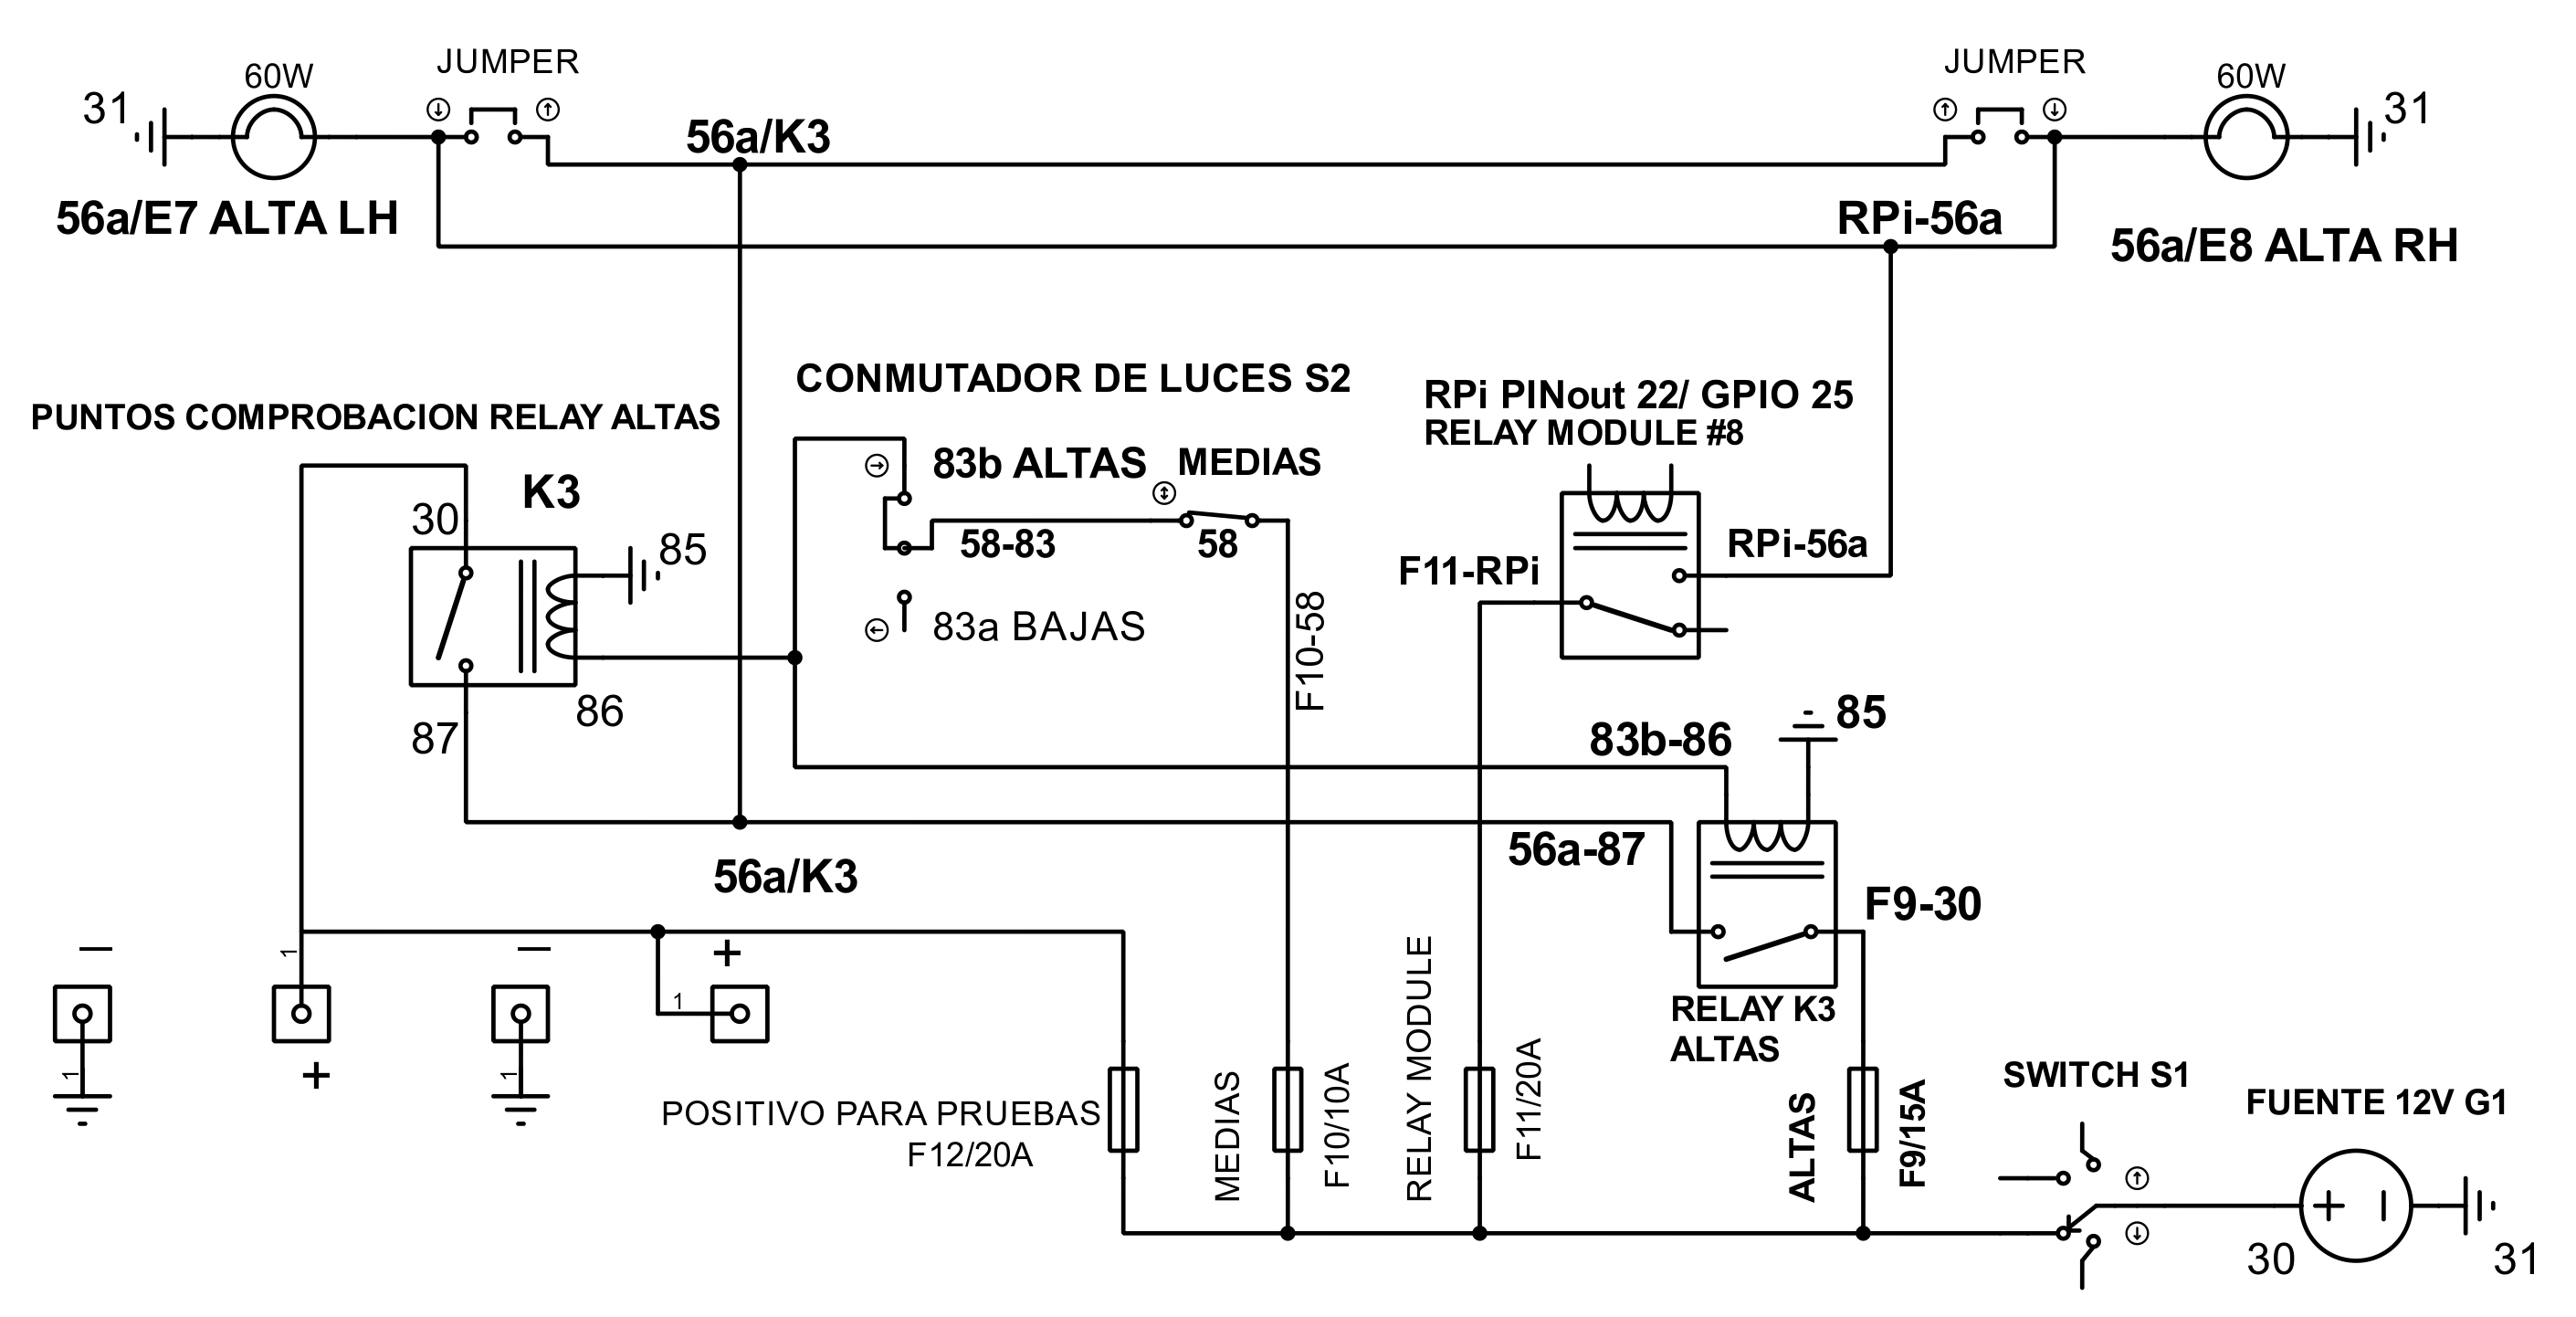 JUMPER
JUMPER
60W
60W
31
31
56a/K3
56a/E7 ALTA LH
RPi-56a
56a/E8 ALTA RH
CONMUTADOR DE LUCES S2
RPi PINout 22/ GPIO 25
RELAY MODULE #8
PUNTOS COMPROBACION RELAY ALTAS
83b ALTAS
MEDIAS
K3
30
58-83
58
RPi-56a
85
F11-RPi
83a BAJAS
F10-58
86
87
83b-86
85
56a-87
56a/K3
F9-30
–
1
–
+
1
RELAY MODULE
RELAY K3
ALTAS
1
+
1
POSITIVO PARA PRUEBAS
F12/20A
MEDIAS
F10/10A
F11/20A
ALTAS
F9/15A
SWITCH S1
FUENTE 12V G1
+ –
30
31